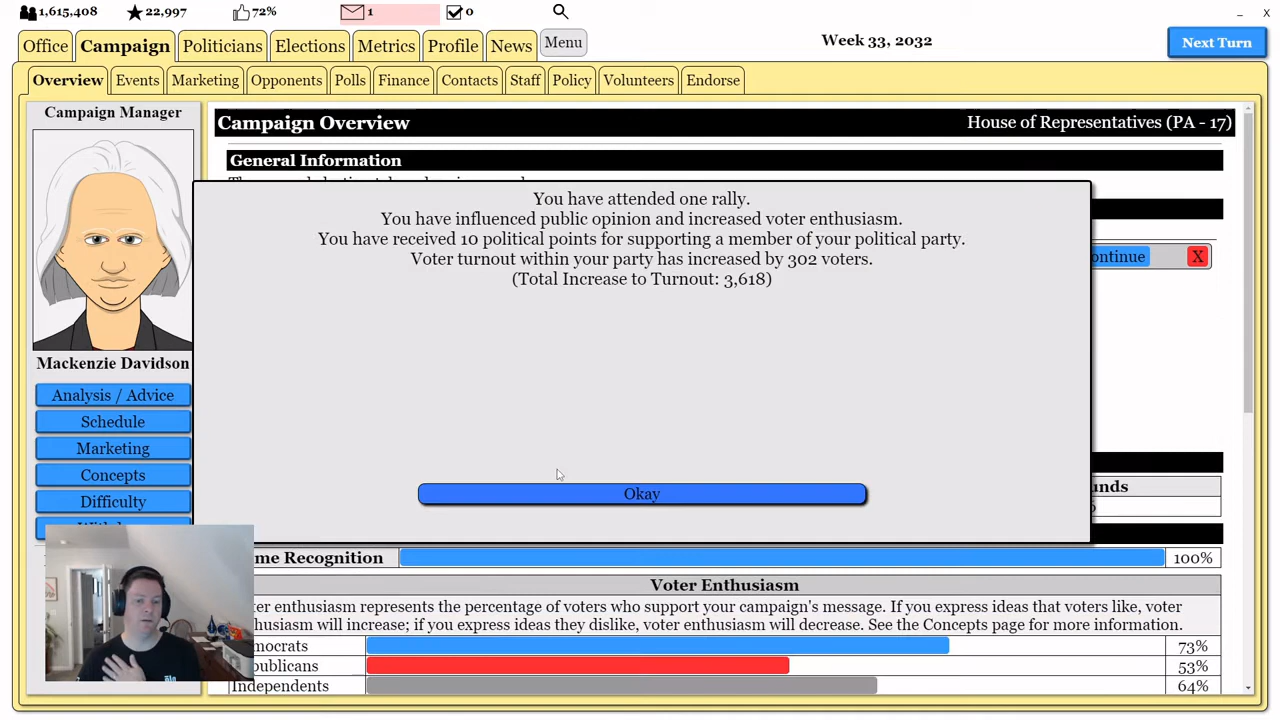 1,615,408 22,997 72% 1 0
Office Campaign Politicians Elections Metrics Profile News Menu Week 33, 2032 Next Turn
Overview Events Marketing Opponents Polls Finance Contacts Staff Policy Volunteers Endorse
Campaign Manager
Campaign Overview House of Representatives (PA - 17)
General Information
You have attended one rally.
You have influenced public opinion and increased voter enthusiasm.
You have received 10 political points for supporting a member of your political party.
Voter turnout within your party has increased by 302 voters.
(Total Increase to Turnout: 3,618)
ontinue X
Mackenzie Davidson
Analysis / Advice
Schedule
Marketing
Concepts
Difficulty
Okay
unds
me Recognition 100%
Voter Enthusiasm
ter enthusiasm represents the percentage of voters who support your campaign's message. If you express ideas that voters like, voter
husiasm will increase; if you express ideas they dislike, voter enthusiasm will decrease. See the Concepts page for more information.
mocrats 73%
publicans 53%
Independents 64%